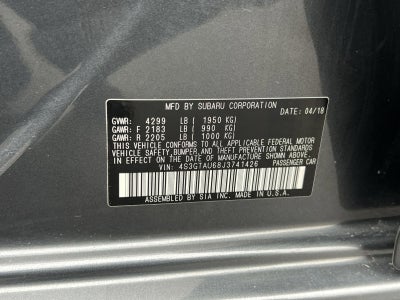 MFD BY SUBARU CORPORATION
DATE: 04/18
GVWR: 4299 LB ( 1950 KG)
GAWR: F 2183 LB ( 990 KG)
GAWR: R 2205 LB ( 1000 KG)
THIS VEHICLE CONFORMS TO ALL APPLICABLE FEDERAL MOTOR
VEHICLE SAFETY, BUMPER, AND THEFT PREVENTION STANDARDS
IN EFFECT ON THE DATE OF MANUFACTURE SHOWN ABOVE.
VIN: 4S3GTAU68J3741426 PASSENGER CAR
ASSEMBLED BY SIA INC. MADE IN U.S.A.